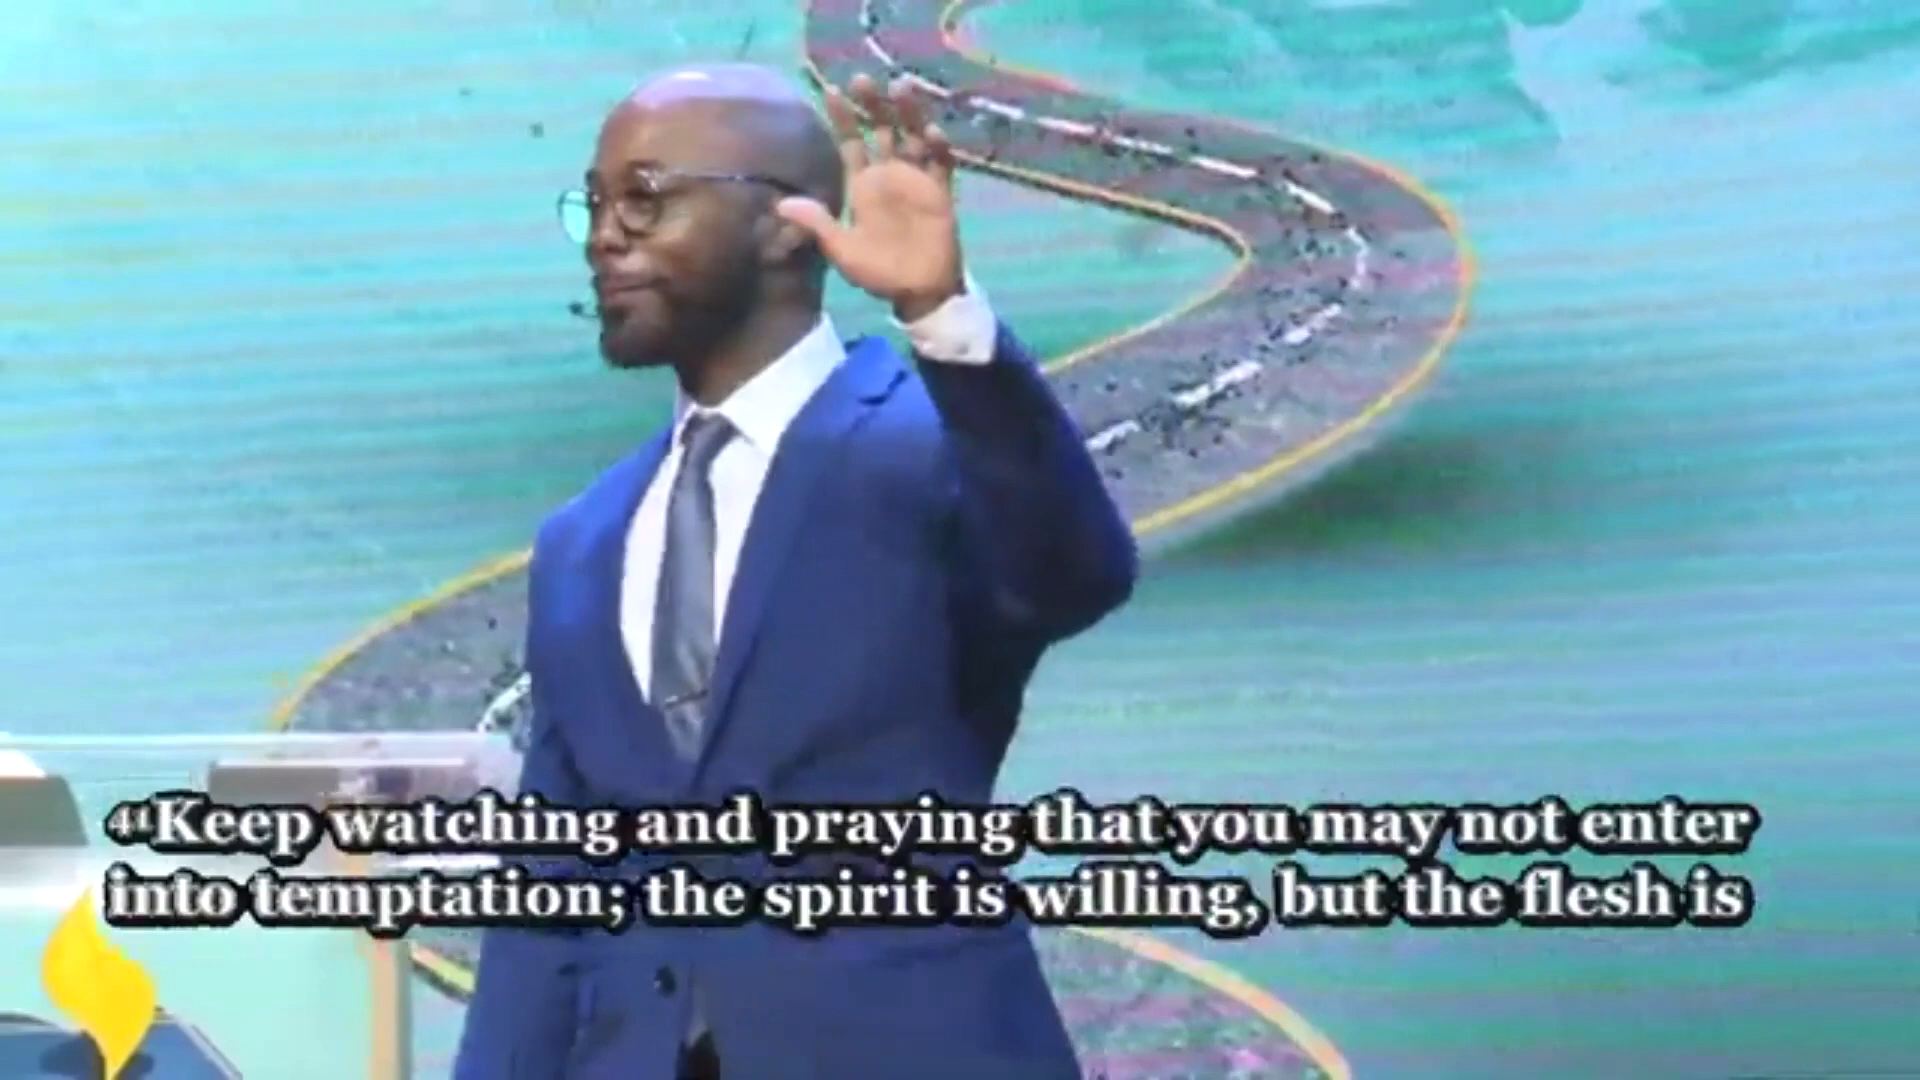 ⁴¹Keep watching and praying that you may not enter
into temptation; the spirit is willing, but the flesh is